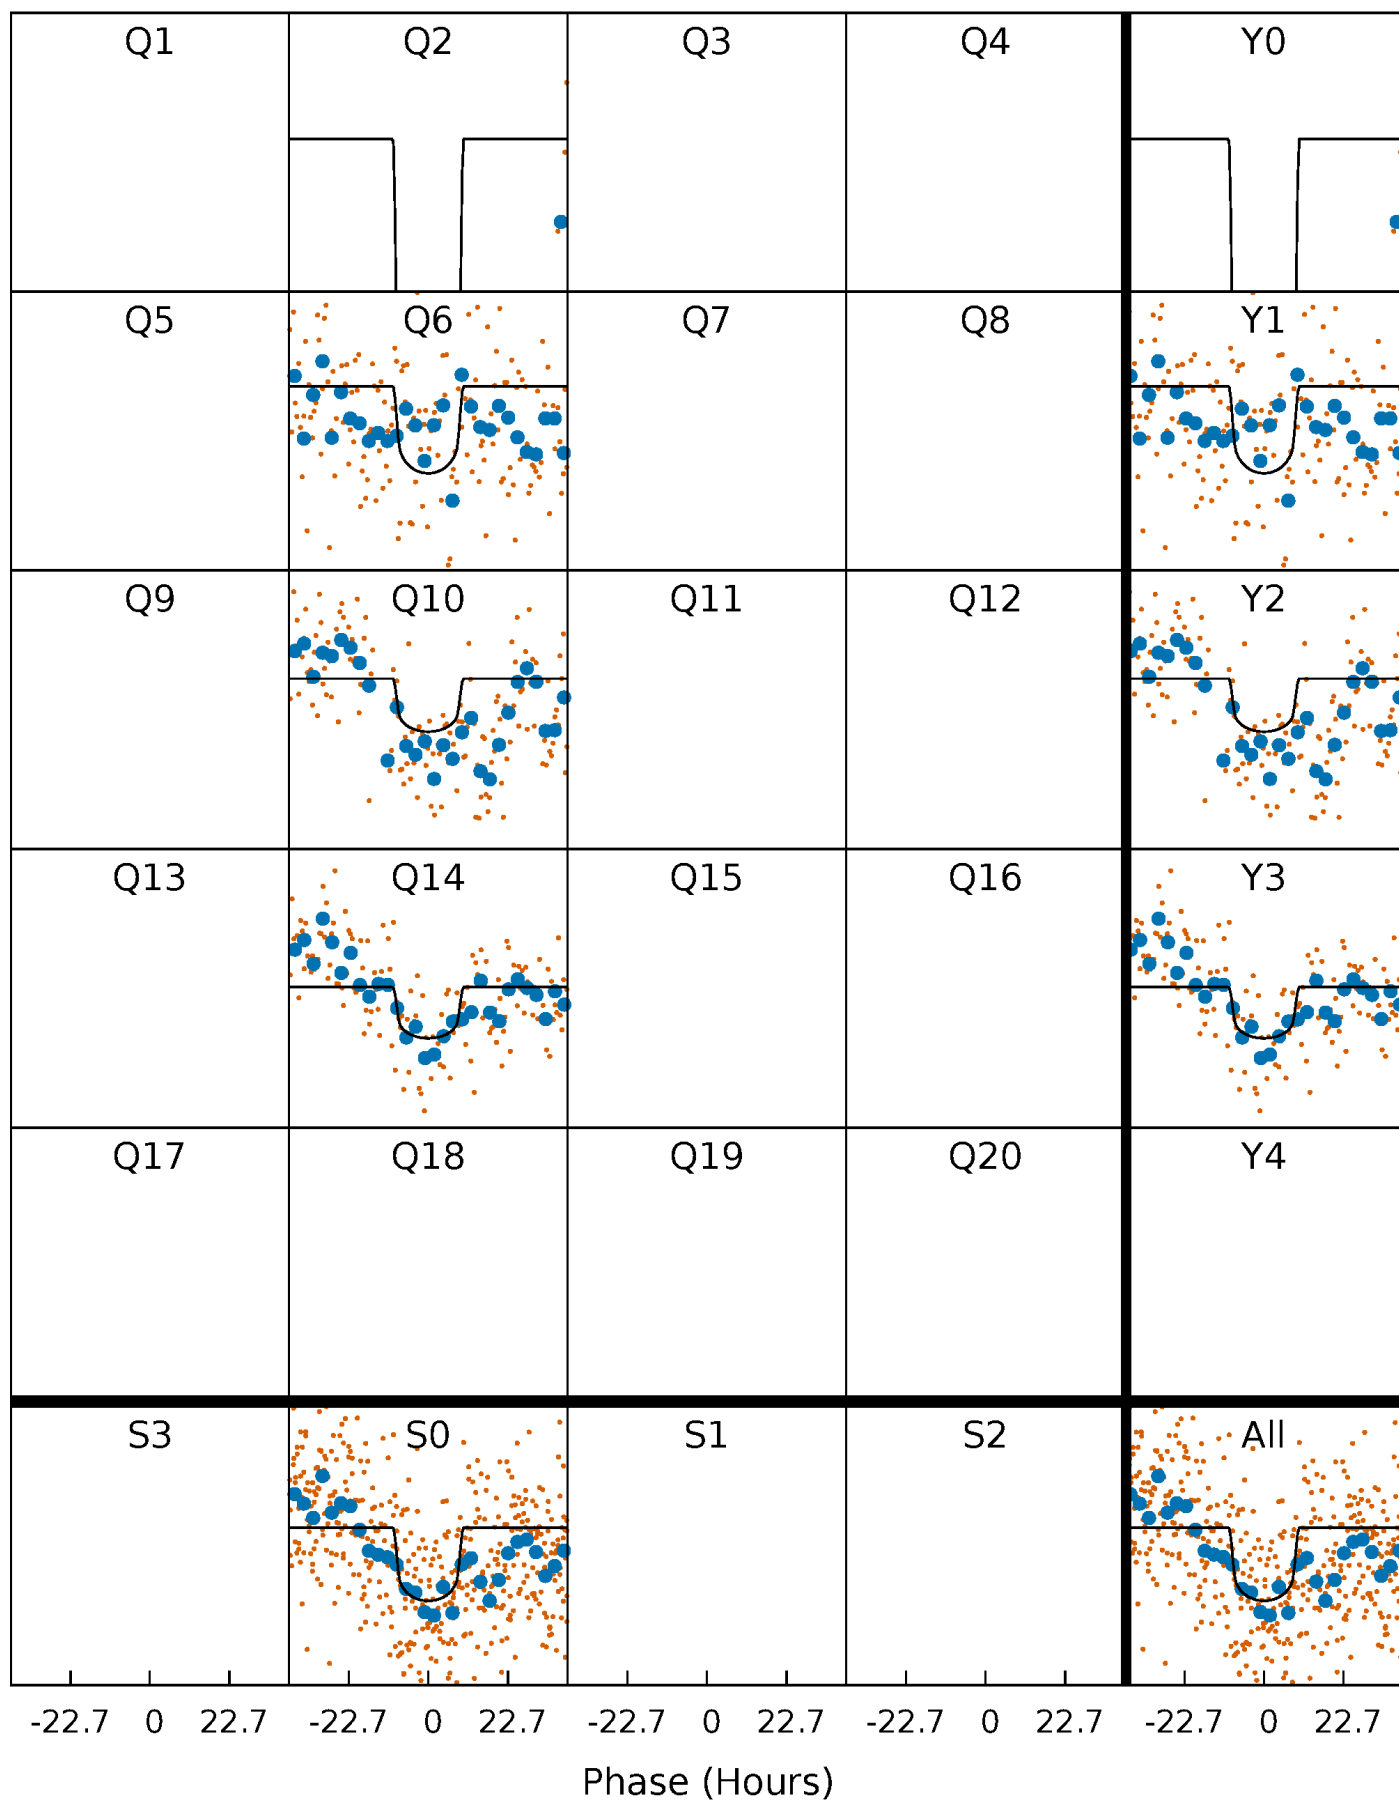 Q1 Q2 Q3 Q4 Y0
Q5 Q6 Q7 Q8 Y1
Q9 Q10 Q11 Q12 Y2
Q13 Q14 Q15 Q16 Y3
Q17 Q18 Q19 Q20 Y4
S3 S0 S1 S2 All
-22.7 0 22.7 -22.7 0 22.7 -22.7 0 22.7 -22.7 0 22.7 -22.7 0 22.7
Phase (Hours)